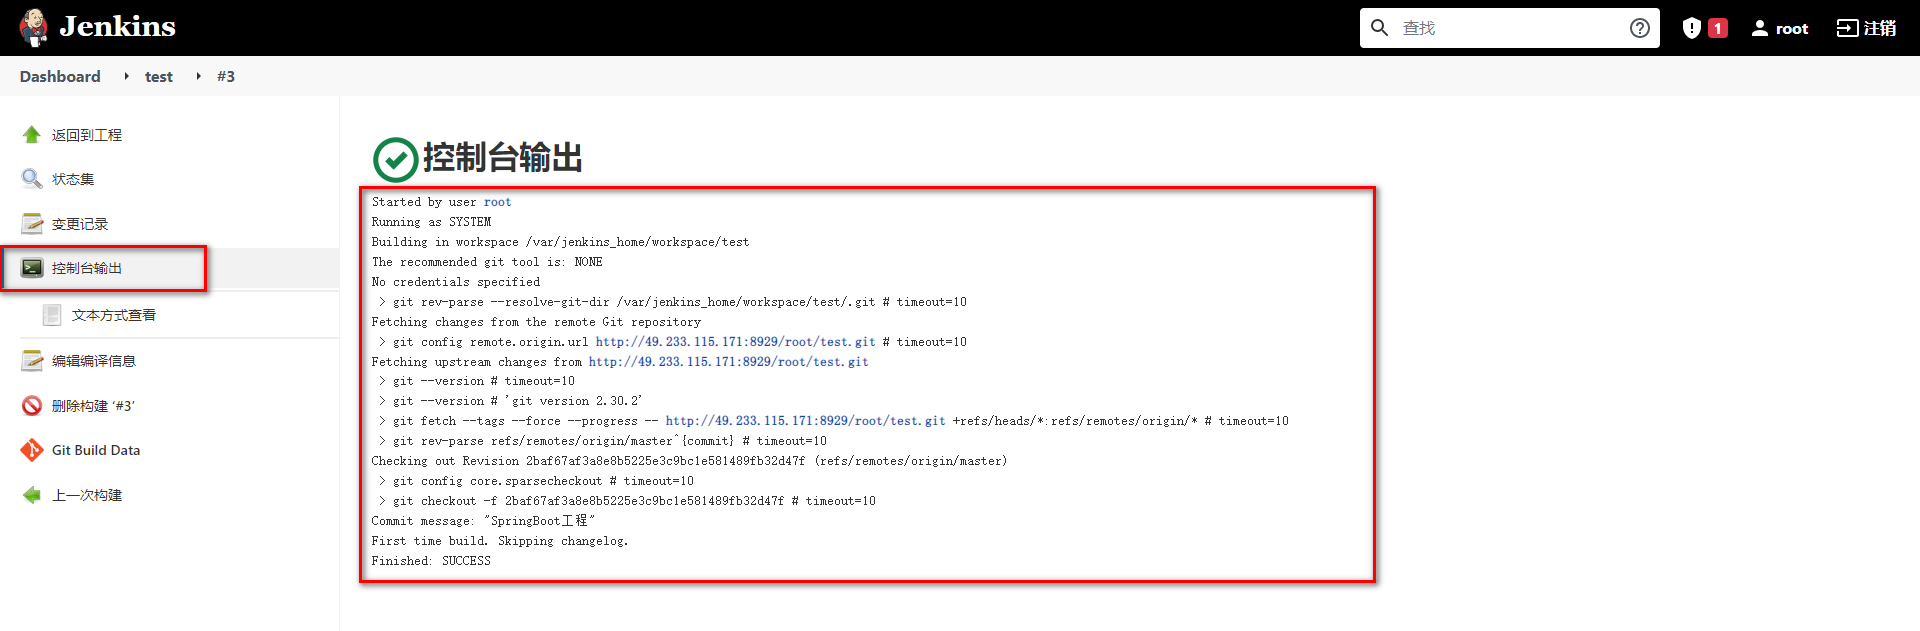 Jenkins
查找
1
root
注销
Dashboard
test
#3
返回到工程
状态集
变更记录
控制台输出
文本方式查看
编辑编译信息
删除构建 ‘#3’
Git Build Data
上一次构建
控制台输出
Started by user root
Running as SYSTEM
Building in workspace /var/jenkins_home/workspace/test
The recommended git tool is: NONE
No credentials specified
> git rev-parse --resolve-git-dir /var/jenkins_home/workspace/test/.git # timeout=10
Fetching changes from the remote Git repository
> git config remote.origin.url http://49.233.115.171:8929/root/test.git # timeout=10
Fetching upstream changes from http://49.233.115.171:8929/root/test.git
> git --version # timeout=10
> git --version # 'git version 2.30.2'
> git fetch --tags --force --progress -- http://49.233.115.171:8929/root/test.git +refs/heads/*:refs/remotes/origin/* # timeout=10
> git rev-parse refs/remotes/origin/master^{commit} # timeout=10
Checking out Revision 2baf67af3a8e8b5225e3c9bc1e581489fb32d47f (refs/remotes/origin/master)
> git config core.sparsecheckout # timeout=10
> git checkout -f 2baf67af3a8e8b5225e3c9bc1e581489fb32d47f # timeout=10
Commit message: "SpringBoot工程"
First time build. Skipping changelog.
Finished: SUCCESS